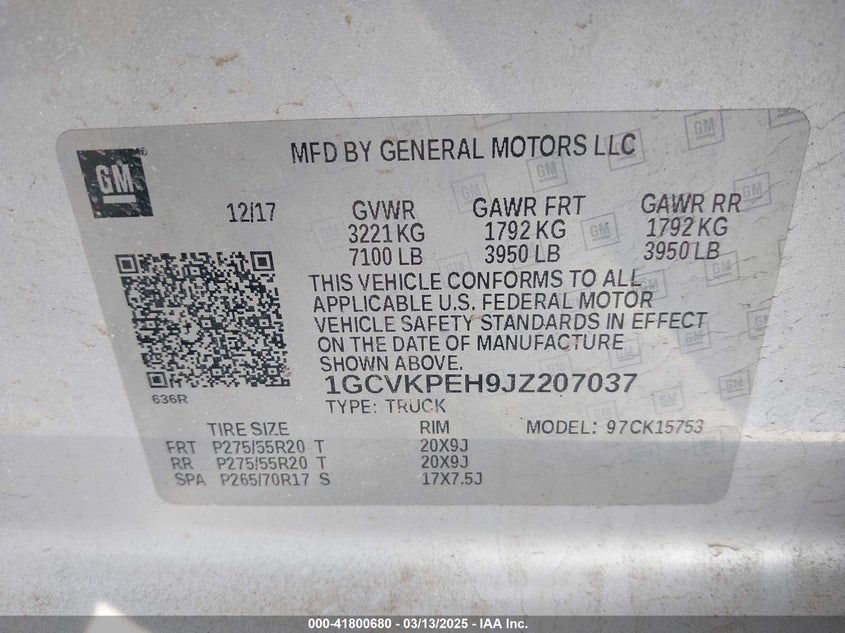 GM
MFD BY GENERAL MOTORS LLC
12/17 GVWR GAWR FRT GAWR RR
3221 KG 1792 KG 1792 KG
7100 LB 3950 LB 3950 LB
THIS VEHICLE CONFORMS TO ALL
APPLICABLE U.S. FEDERAL MOTOR
VEHICLE SAFETY STANDARDS IN EFFECT
ON THE DATE OF MANUFACTURE
SHOWN ABOVE.
1GCVKPEH9JZ207037
636R
TYPE: TRUCK
TIRE SIZE RIM MODEL: 97CK15753
FRT P275/55R20 T 20X9J
RR P275/55R20 T 20X9J
SPA P265/70R17 S 17X7.5J
000-41800680 - 03/13/2025 - IAA Inc.